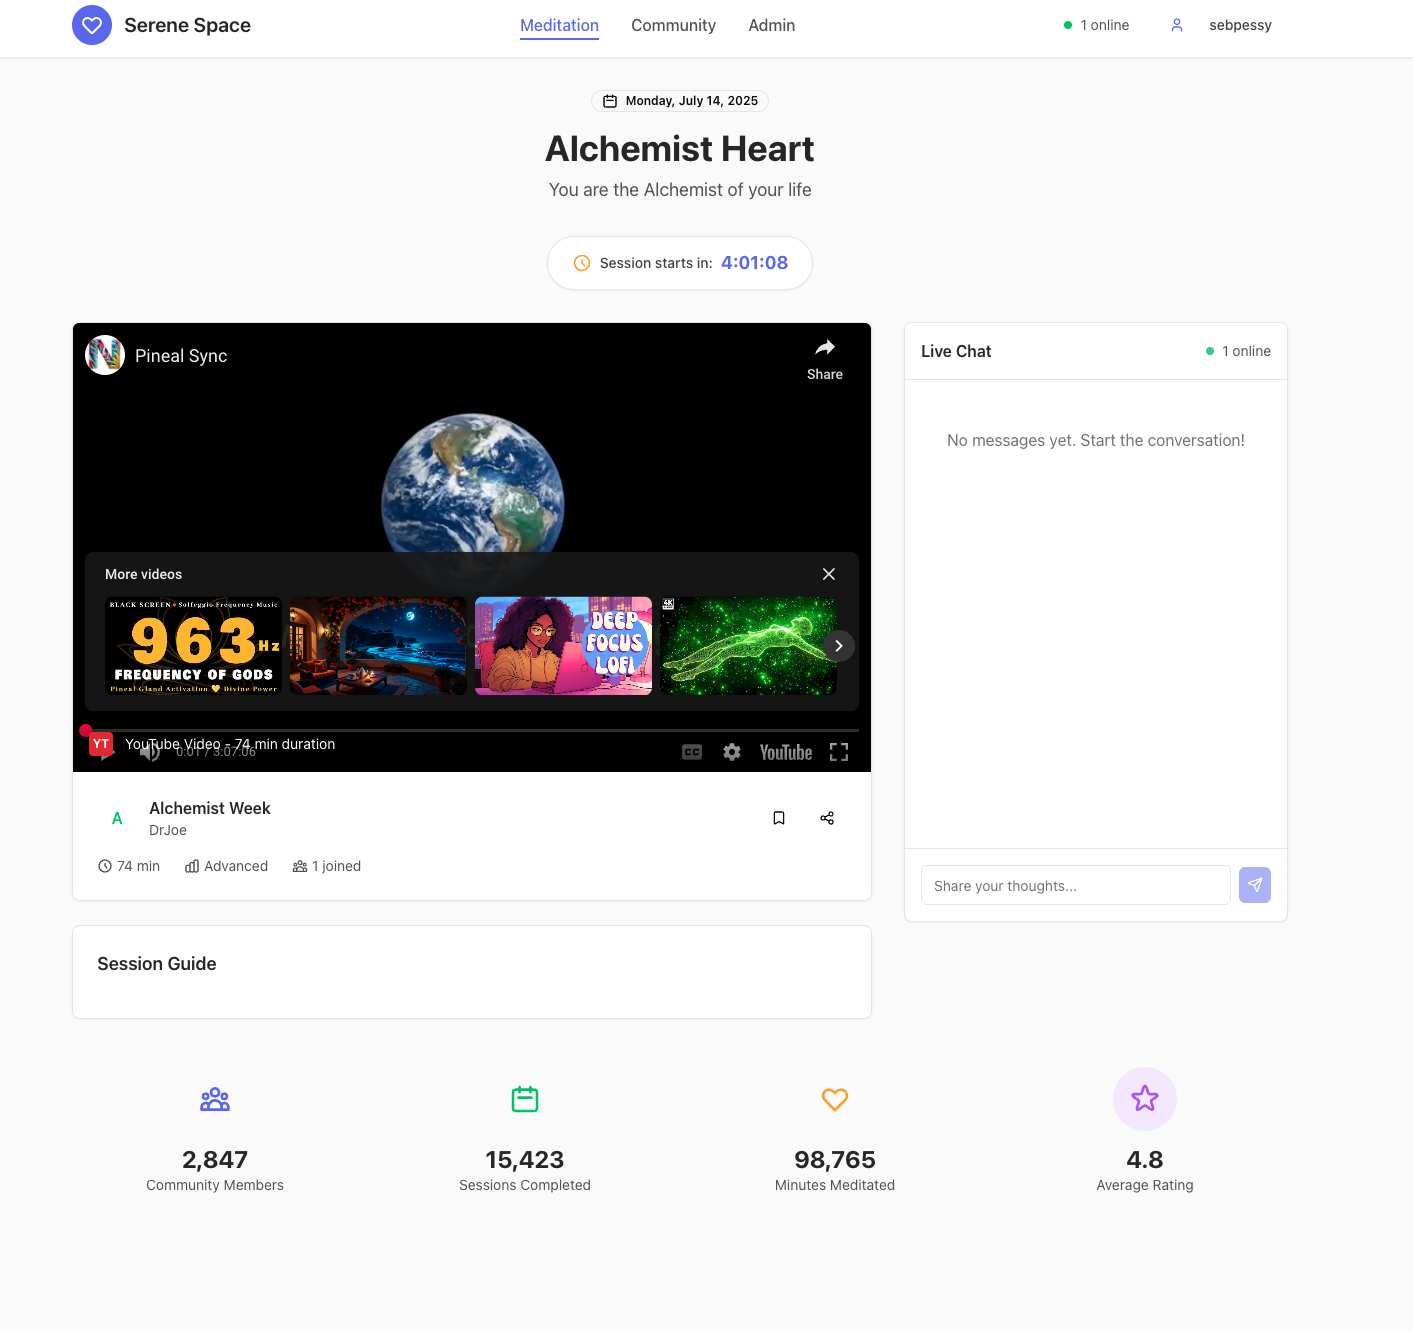 Serene Space
Meditation
Community
Admin
1 online
sebpessy
Monday, July 14, 2025
Alchemist Heart
You are the Alchemist of your life
Session starts in: 4:01:08
N
Pineal Sync
Share
More videos
BLACK SCREEN • Solfeggio Frequency Music
963Hz
FREQUENCY OF GODS
Pineal Gland Activation 💛 Divine Power
DEEP
FOCUS
LOFI
4K
YT
YouTube Video - 74 min duration
0:01 / 3:07:06
CC
YouTube
A
Alchemist Week
DrJoe
74 min
Advanced
1 joined
Live Chat
1 online
No messages yet. Start the conversation!
Share your thoughts...
Session Guide
2,847
Community Members
15,423
Sessions Completed
98,765
Minutes Meditated
4.8
Average Rating